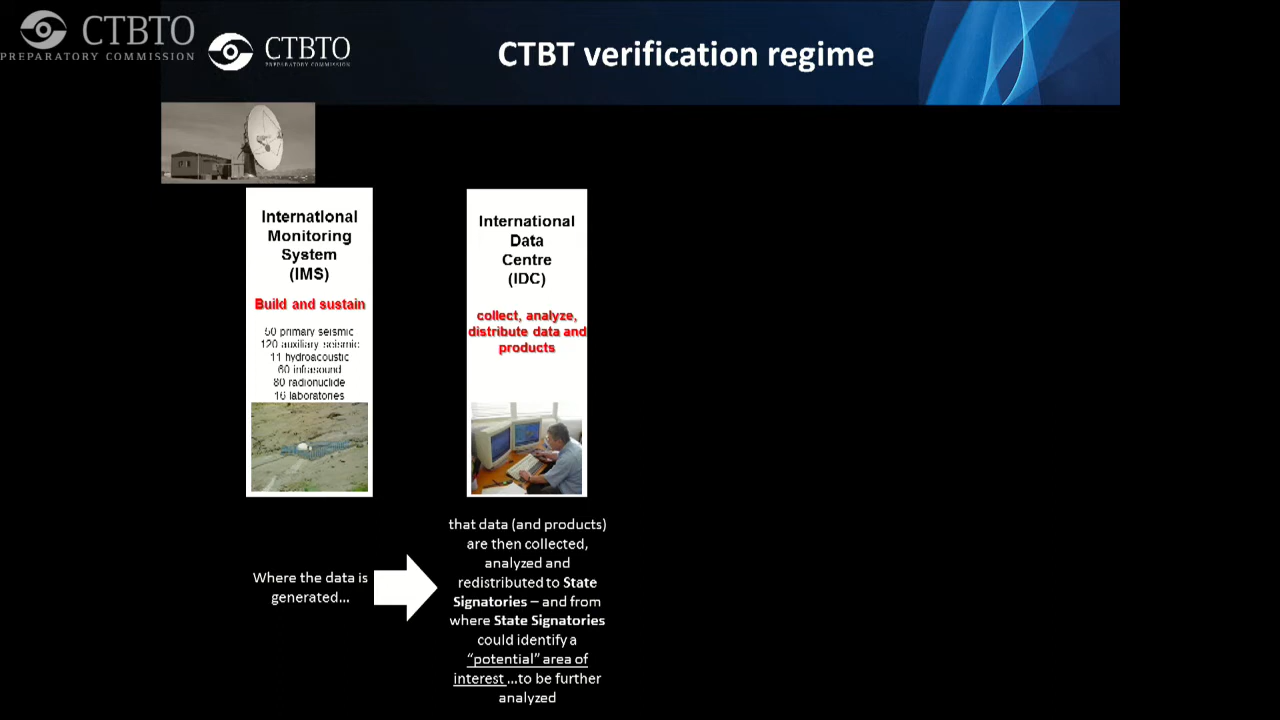 CTBTO
PREPARATORY COMMISSION
CTBTO
PREPARATORY COMMISSION
CTBT verification regime
International
Monitoring
System
(IMS)
Build and sustain
50 primary seismic
120 auxiliary seismic
11 hydroacoustic
60 infrasound
80 radionuclide
16 laboratories
International
Data
Centre
(IDC)
collect, analyze,
distribute data and
products
Where the data is
generated...
that data (and products)
are then collected,
analyzed and
redistributed to State
Signatories – and from
where State Signatories
could identify a
“potential” area of
interest ...to be further
analyzed